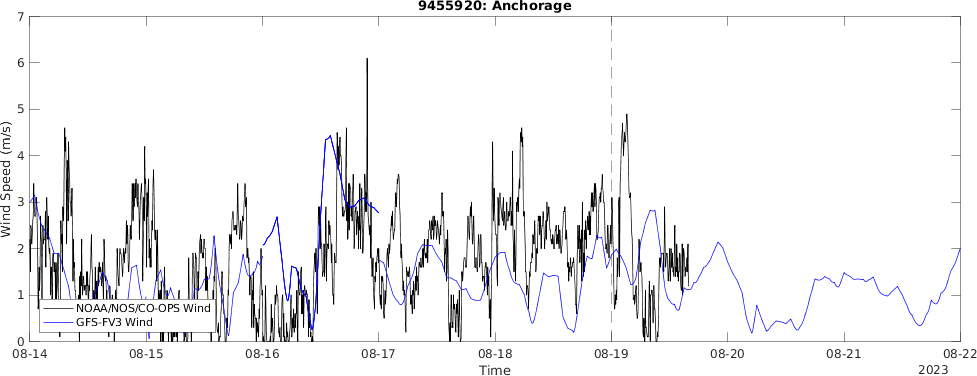 9455920: Anchorage
7
6
5
4
3
2
1
0
Wind Speed (m/s)
NOAA/NOS/CO-OPS Wind
GFS-FV3 Wind
08-14 08-15 08-16 08-17 08-18 08-19 08-20 08-21 08-22
Time
2023